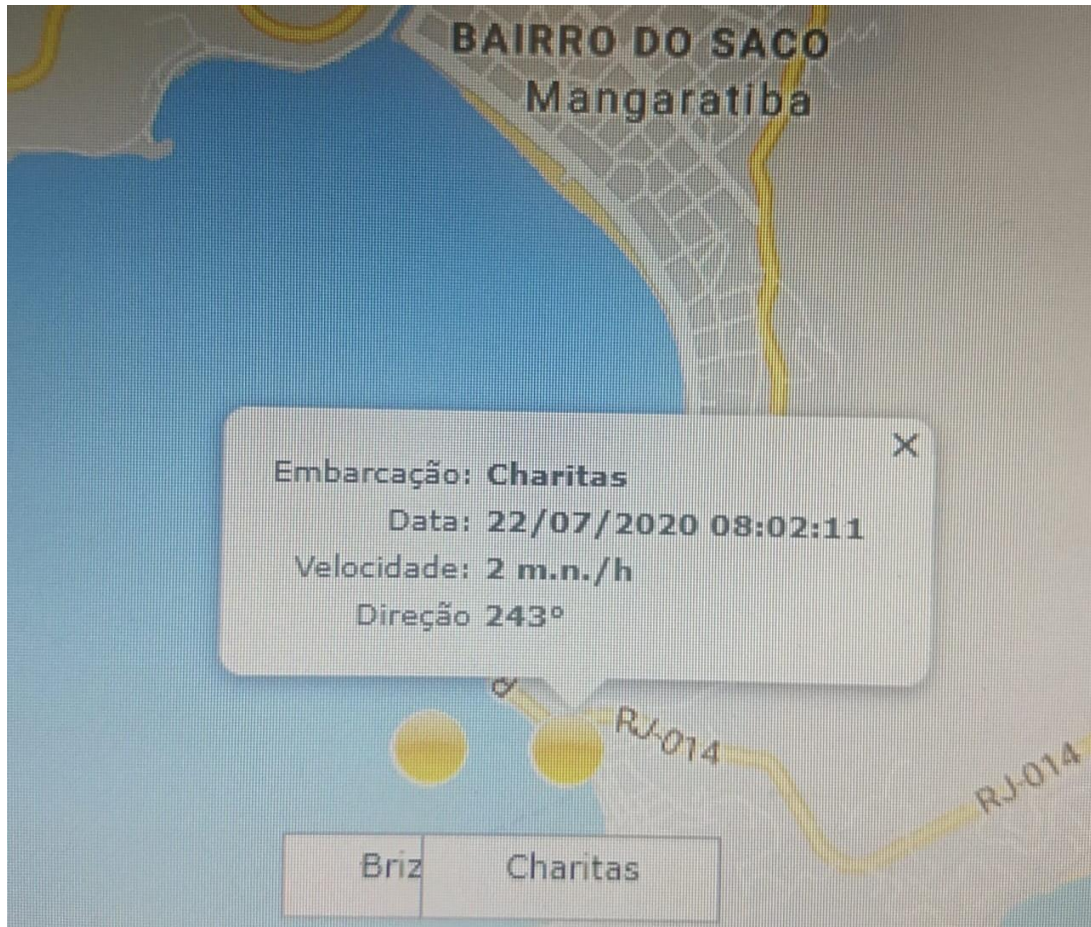 BAIRRO DO SACO
Mangaratiba
Embarcação: Charitas
Data: 22/07/2020 08:02:11
Velocidade: 2 m.n./h
Direção 243º
RJ-014
RJ-014
Briz
Charitas